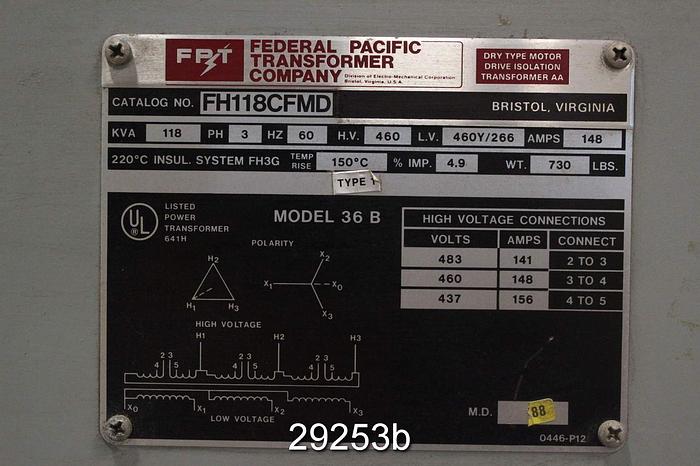 FPT
FEDERAL PACIFIC
TRANSFORMER
COMPANY Division of Electro-Mechanical Corporation
Bristol, Virginia, U.S.A.
DRY TYPE MOTOR
DRIVE ISOLATION
TRANSFORMER AA
CATALOG NO. FH118CFMD BRISTOL, VIRGINIA
KVA 118 PH 3 HZ 60 H.V. 460 L.V. 460Y/266 AMPS 148
220°C INSUL. SYSTEM FH3G TEMP RISE 150°C % IMP. 4.9 WT. 730 LBS.
TYPE 1
UL
LISTED
POWER
TRANSFORMER
641H
MODEL 36 B
POLARITY
H2
H1 H3
X2
X1 X0
X3
HIGH VOLTAGE CONNECTIONS
VOLTS AMPS CONNECT
483 141 2 TO 3
460 148 3 TO 4
437 156 4 TO 5
HIGH VOLTAGE
H1 H2 H3
2 3 2 3 2 3
4 5 4 5 4 5
X0 X1 X2 X3
LOW VOLTAGE
M.D. 88
0446-P12
29253b